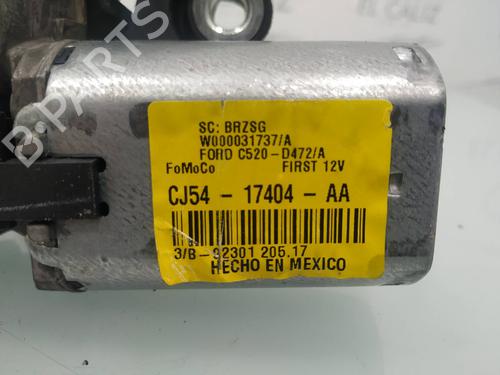 SC: BRZSG
W000031737/A
FORD C520-D472/A
FoMoCo FIRST 12V
CJ54 - 17404 - AA
3/B-92301 205.17
HECHO EN MEXICO